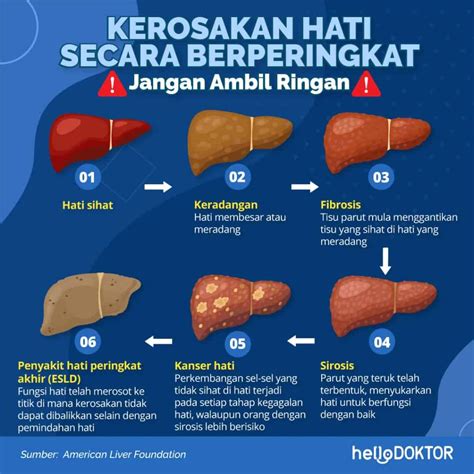 KEROSAKAN HATI
SECARA BERPERINGKAT
Jangan Ambil Ringan
01
Hati sihat
02
Keradangan
Hati membesar atau
meradang
03
Fibrosis
Tisu parut mula menggantikan
tisu yang sihat di hati yang
meradang
04
Sirosis
Parut yang teruk telah
terbentuk, menyukarkan
hati untuk berfungsi
dengan baik
05
Kanser hati
Perkembangan sel-sel yang
tidak sihat di hati terjadi
pada setiap tahap kegagalan
hati, walaupun orang dengan
sirosis lebih berisiko
06
Penyakit hati peringkat
akhir (ESLD)
Fungsi hati telah merosot ke
titik di mana kerosakan tidak
dapat dibalikkan selain dengan
pemindahan hati
Sumber: American Liver Foundation
helloDOKTOR